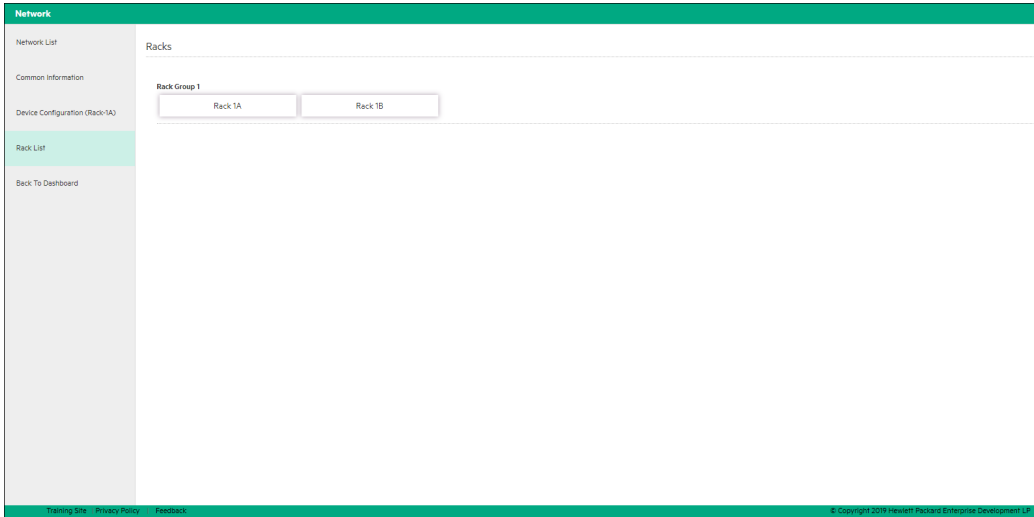 Network
Network List
Common Information
Device Configuration (Rack-1A)
Rack List
Back To Dashboard
Racks
Rack Group 1
Rack 1A
Rack 1B
Training Site | Privacy Policy | Feedback
© Copyright 2019 Hewlett Packard Enterprise Development LP